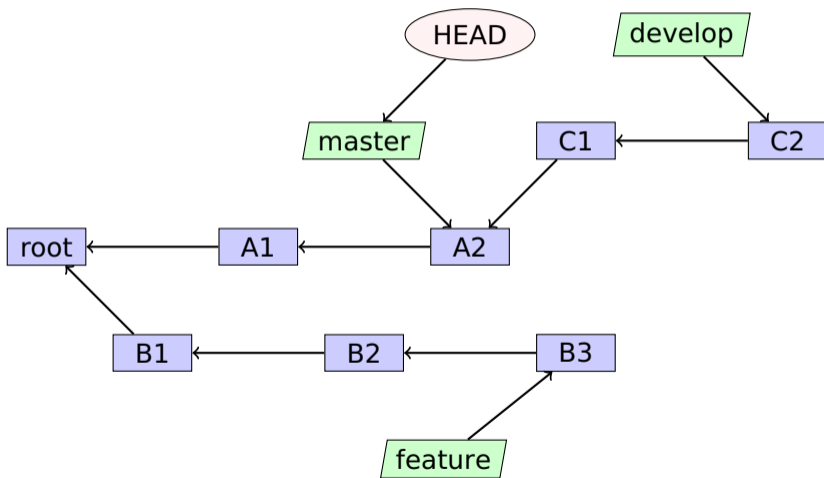 HEAD
develop
master
C1
C2
root
A1
A2
B1
B2
B3
feature